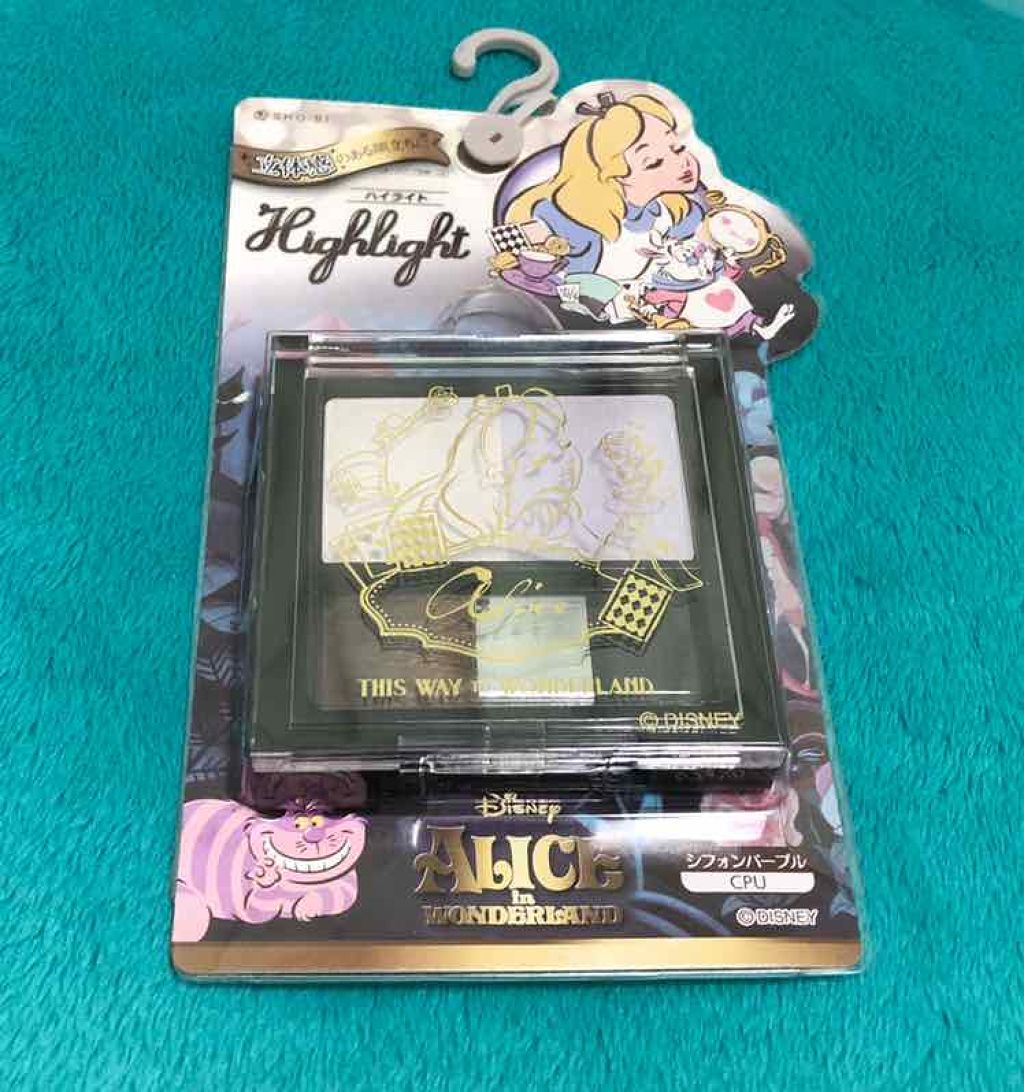 SHO-BI
立体感のある顔立ちに
ハイライト
Highlight
Alice
THIS WAY TO WONDERLAND
© DISNEY
Disney
ALICE
in
WONDERLAND
シフォンパープル
CPU
© DISNEY